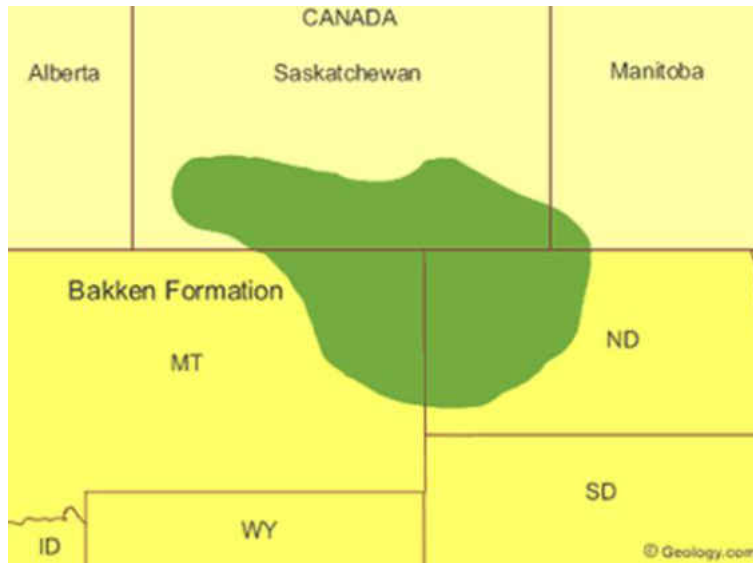 CANADA
Alberta
Saskatchewan
Manitoba
Bakken Formation
MT
ND
SD
WY
ID
© Geology.com